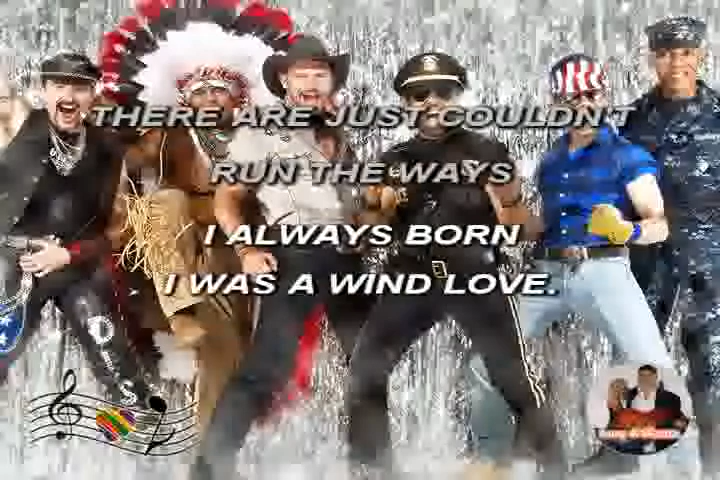 THERE ARE JUST COULDN'T
RUN THE WAYS
I ALWAYS BORN
I WAS A WIND LOVE.